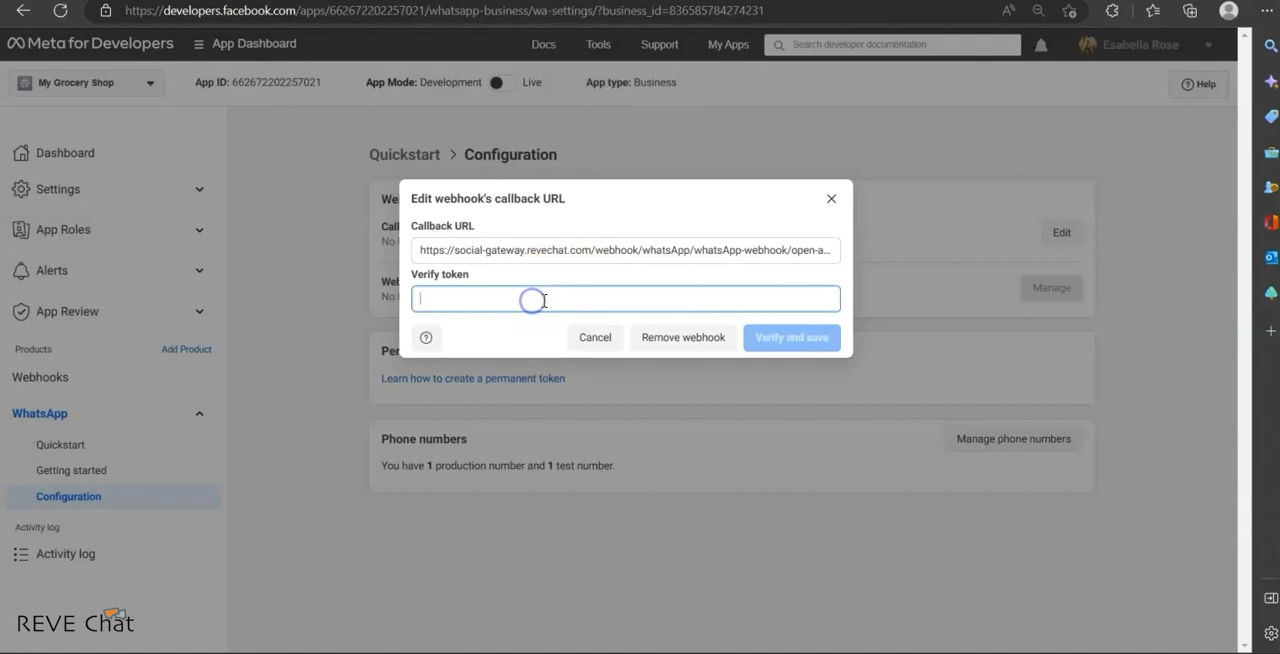 https://developers.facebook.com/apps/662672202257021/whatsapp-business/wa-settings/?business_id=836585784274231
Meta for Developers
App Dashboard
Docs
Tools
Support
My Apps
Search developer documentation
Esabella Rose
My Grocery Shop
App ID: 662672202257021
App Mode: Development
Live
App type: Business
Help
Dashboard
Settings
App Roles
Alerts
App Review
Products
Add Product
Webhooks
WhatsApp
Quickstart
Getting started
Configuration
Activity log
Activity log
REVE Chat
Quickstart > Configuration
Edit
Manage
Edit webhook's callback URL
Callback URL
https://social-gateway.revechat.com/webhook/whatsApp/whatsApp-webhook/open-a...
Verify token
Cancel
Remove webhook
Verify and save
Learn how to create a permanent token
Phone numbers
Manage phone numbers
You have 1 production number and 1 test number.